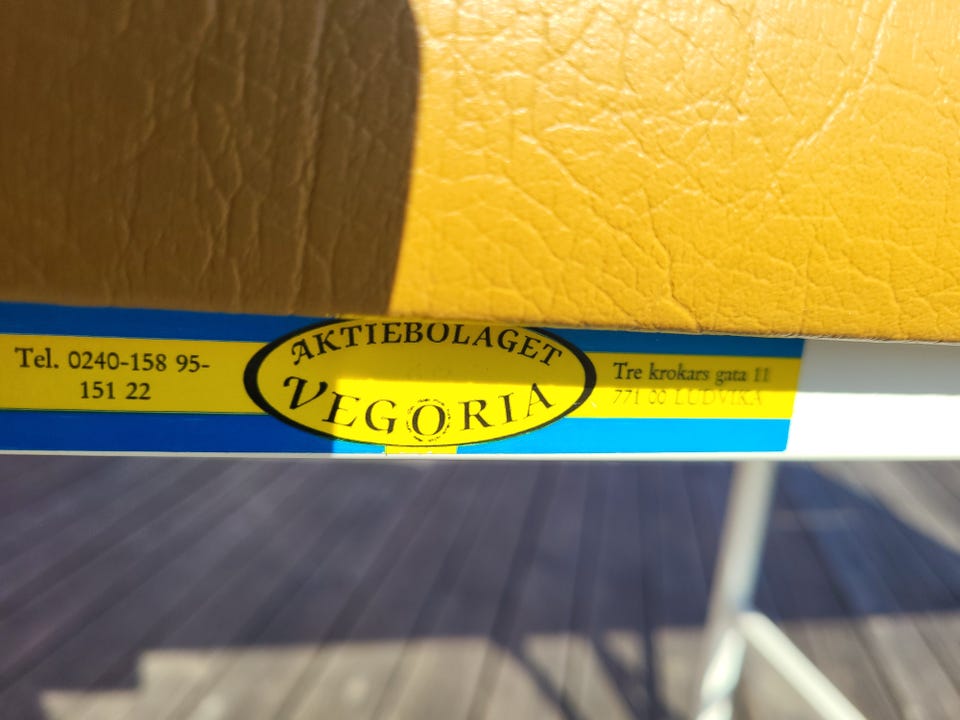 Tel. 0240-158 95-
151 22
AKTIEBOLAGET
VEGORIA
Tre krokars gata 11
771 00 LUDVIKA